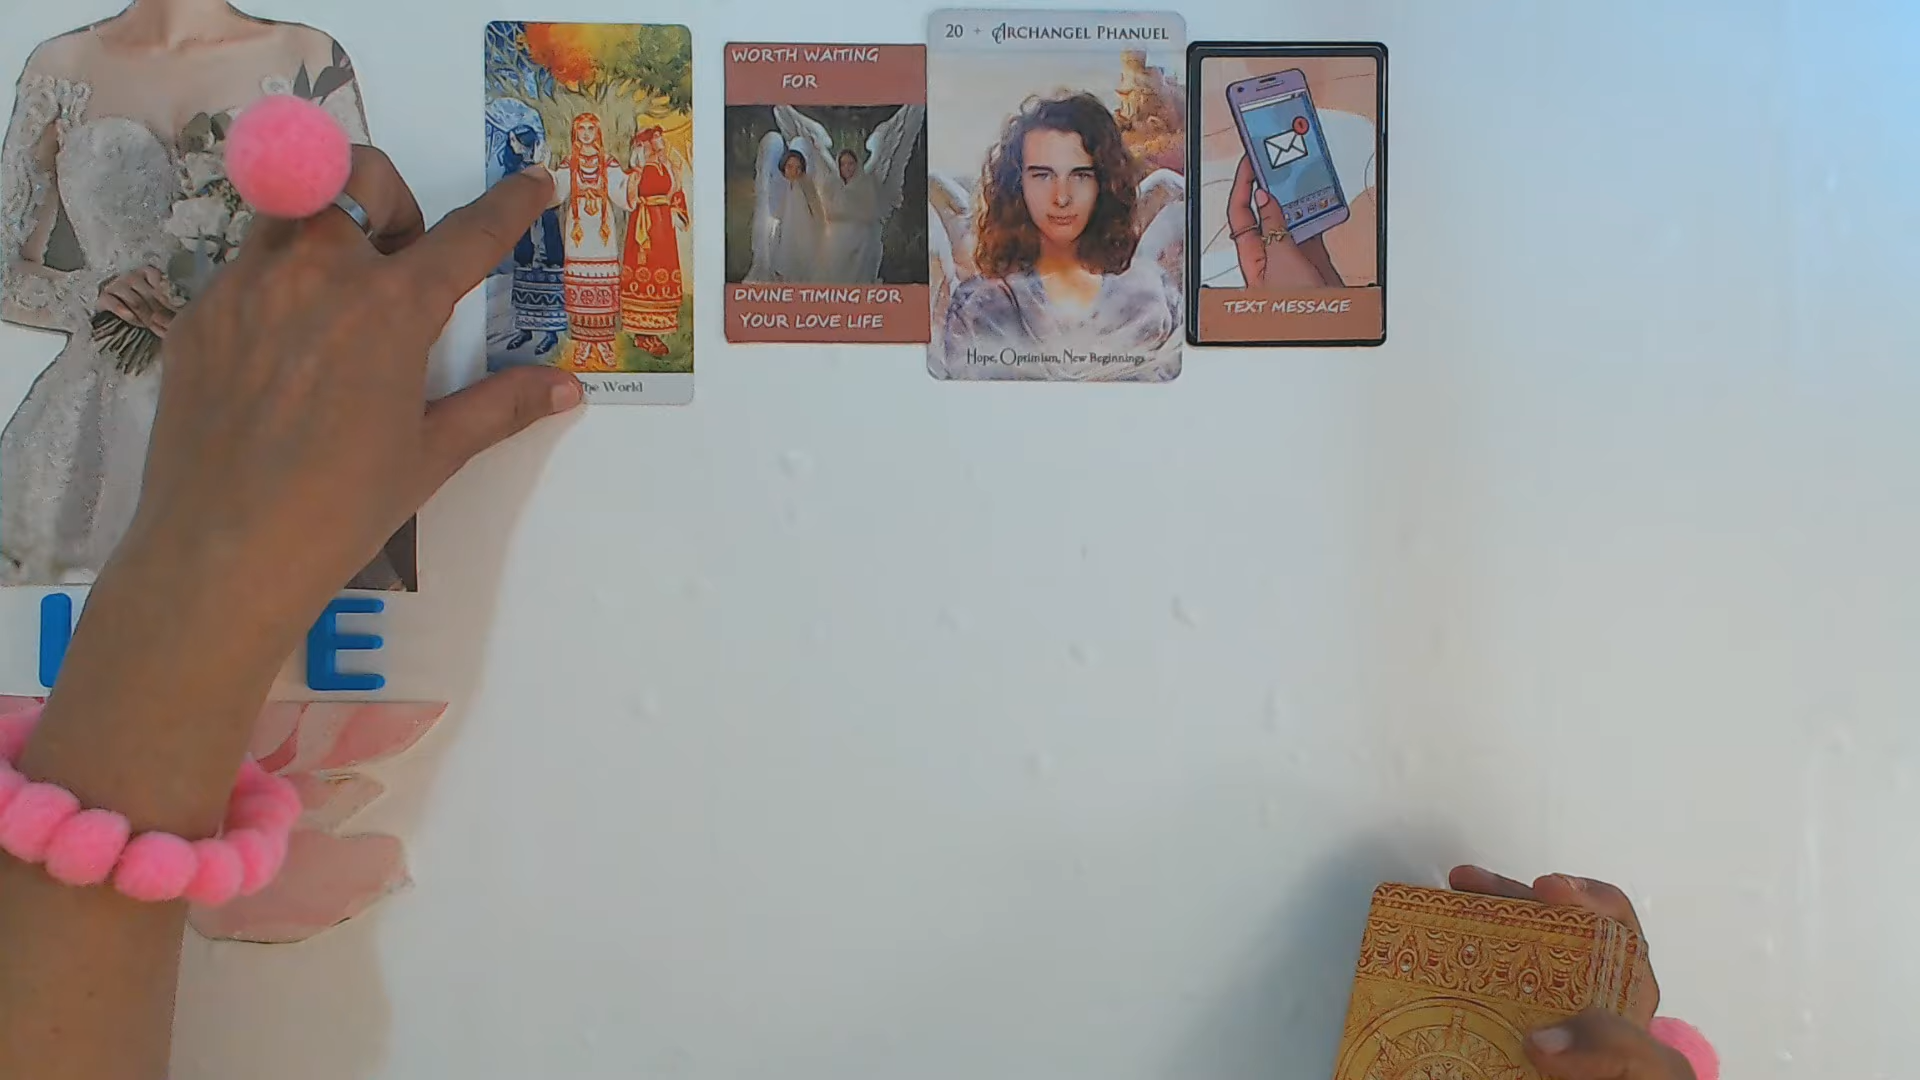 WORTH WAITING
FOR
DIVINE TIMING FOR
YOUR LOVE LIFE
20 + ARCHANGEL PHANUEL
Hope, Optimism, New Beginnings
TEXT MESSAGE
The World
E